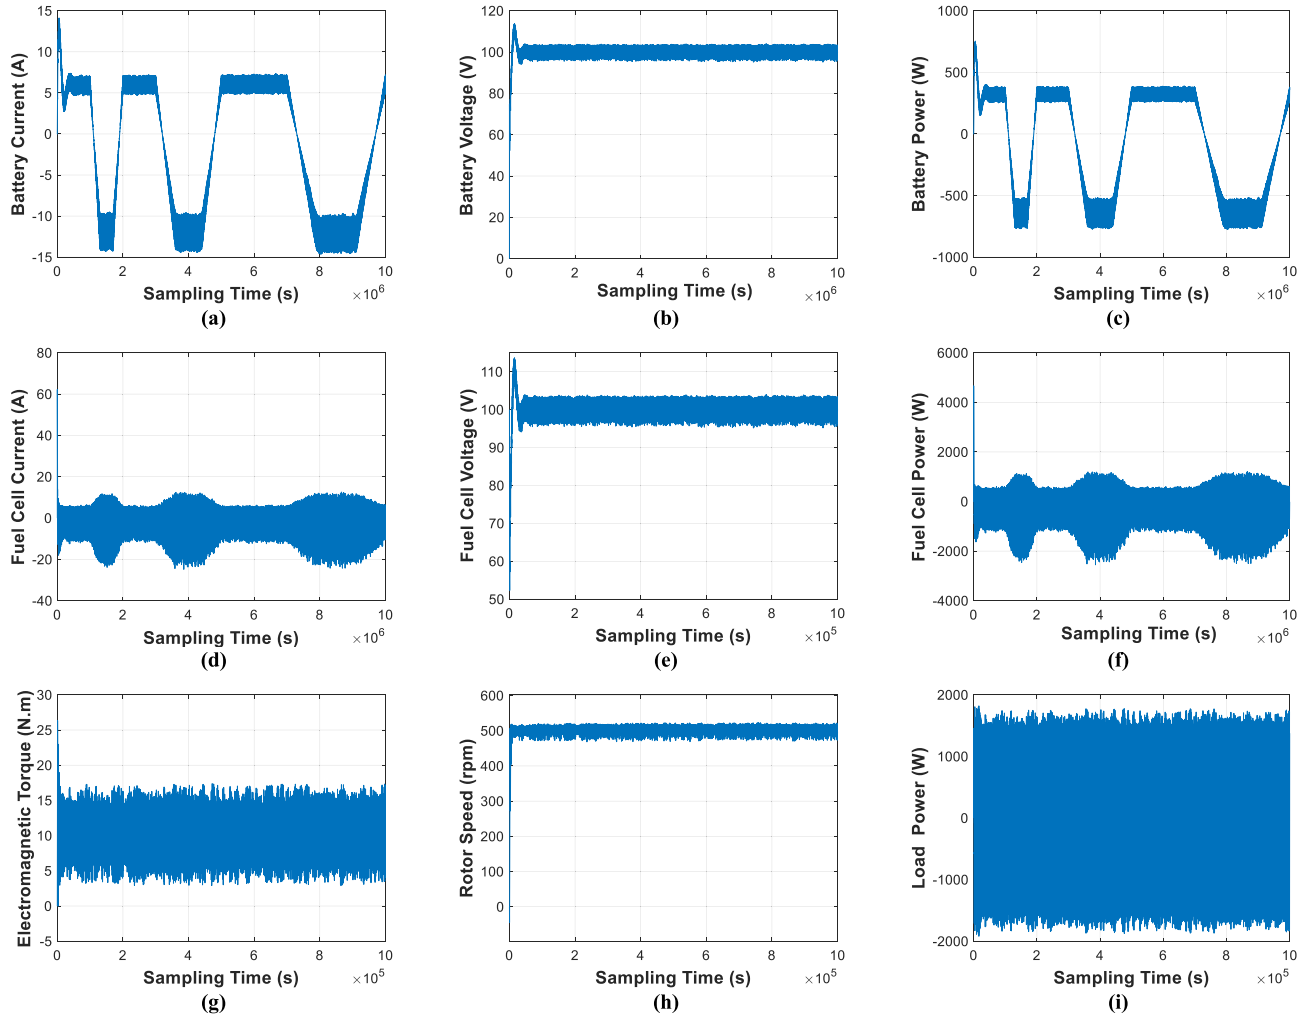 15
10
5
0
-5
-10
-15
Battery Current (A)
0 2 4 6 8 10
Sampling Time (s) ×10^6
(a)
120
100
80
60
40
20
0
Battery Voltage (V)
0 2 4 6 8 10
Sampling Time (s) ×10^6
(b)
1000
500
0
-500
-1000
Battery Power (W)
0 2 4 6 8 10
Sampling Time (s) ×10^6
(c)
80
60
40
20
0
-20
-40
Fuel Cell Current (A)
0 2 4 6 8 10
Sampling Time (s) ×10^6
(d)
110
100
90
80
70
60
50
Fuel Cell Voltage (V)
0 2 4 6 8 10
Sampling Time (s) ×10^5
(e)
6000
4000
2000
0
-2000
-4000
Fuel Cell Power (W)
0 2 4 6 8 10
Sampling Time (s) ×10^6
(f)
30
25
20
15
10
5
0
-5
Electromagnetic Torque (N.m)
0 2 4 6 8 10
Sampling Time (s) ×10^5
(g)
600
500
400
300
200
100
0
Rotor Speed (rpm)
0 2 4 6 8 10
Sampling Time (s) ×10^5
(h)
2000
1000
0
-1000
-2000
Load Power (W)
0 2 4 6 8 10
Sampling Time (s) ×10^5
(i)